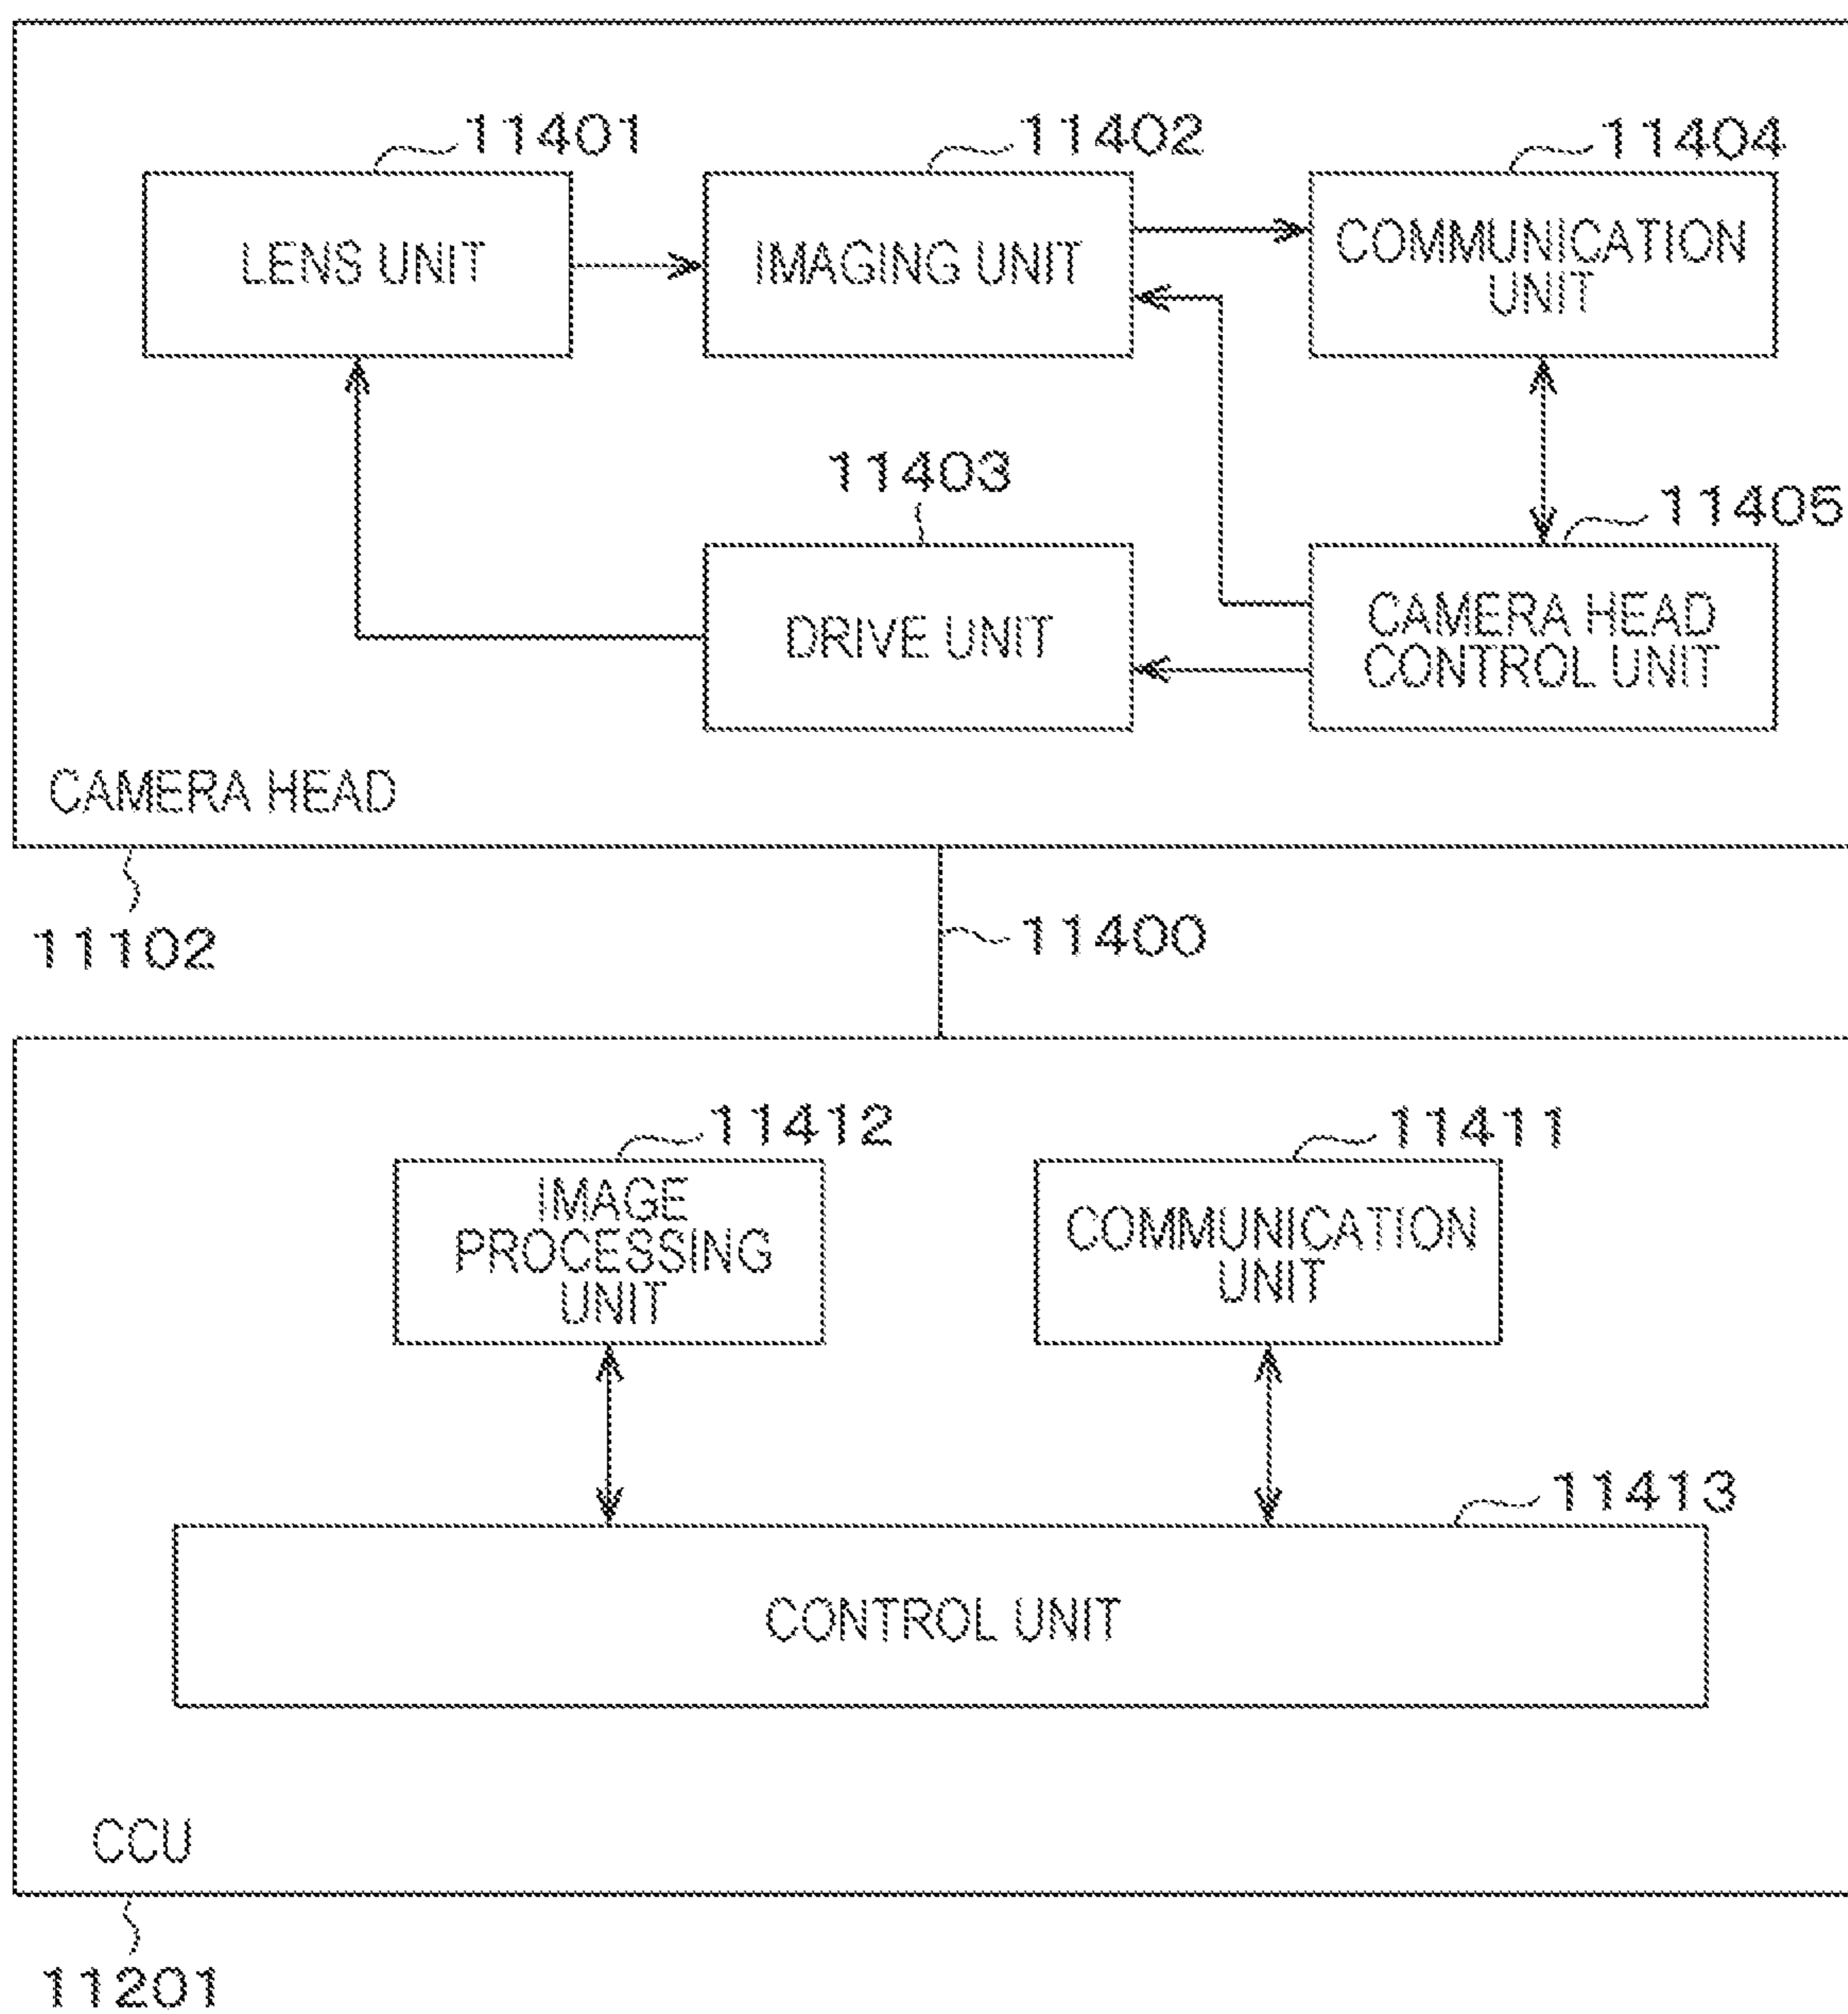 11401
11402
11404
LENS UNIT
IMAGING UNIT
COMMUNICATION
UNIT
11403
11405
DRIVE UNIT
CAMERA HEAD
CONTROL UNIT
CAMERA HEAD
11102
11400
11412
11411
IMAGE
PROCESSING
UNIT
COMMUNICATION
UNIT
11413
CONTROL UNIT
CCU
11201